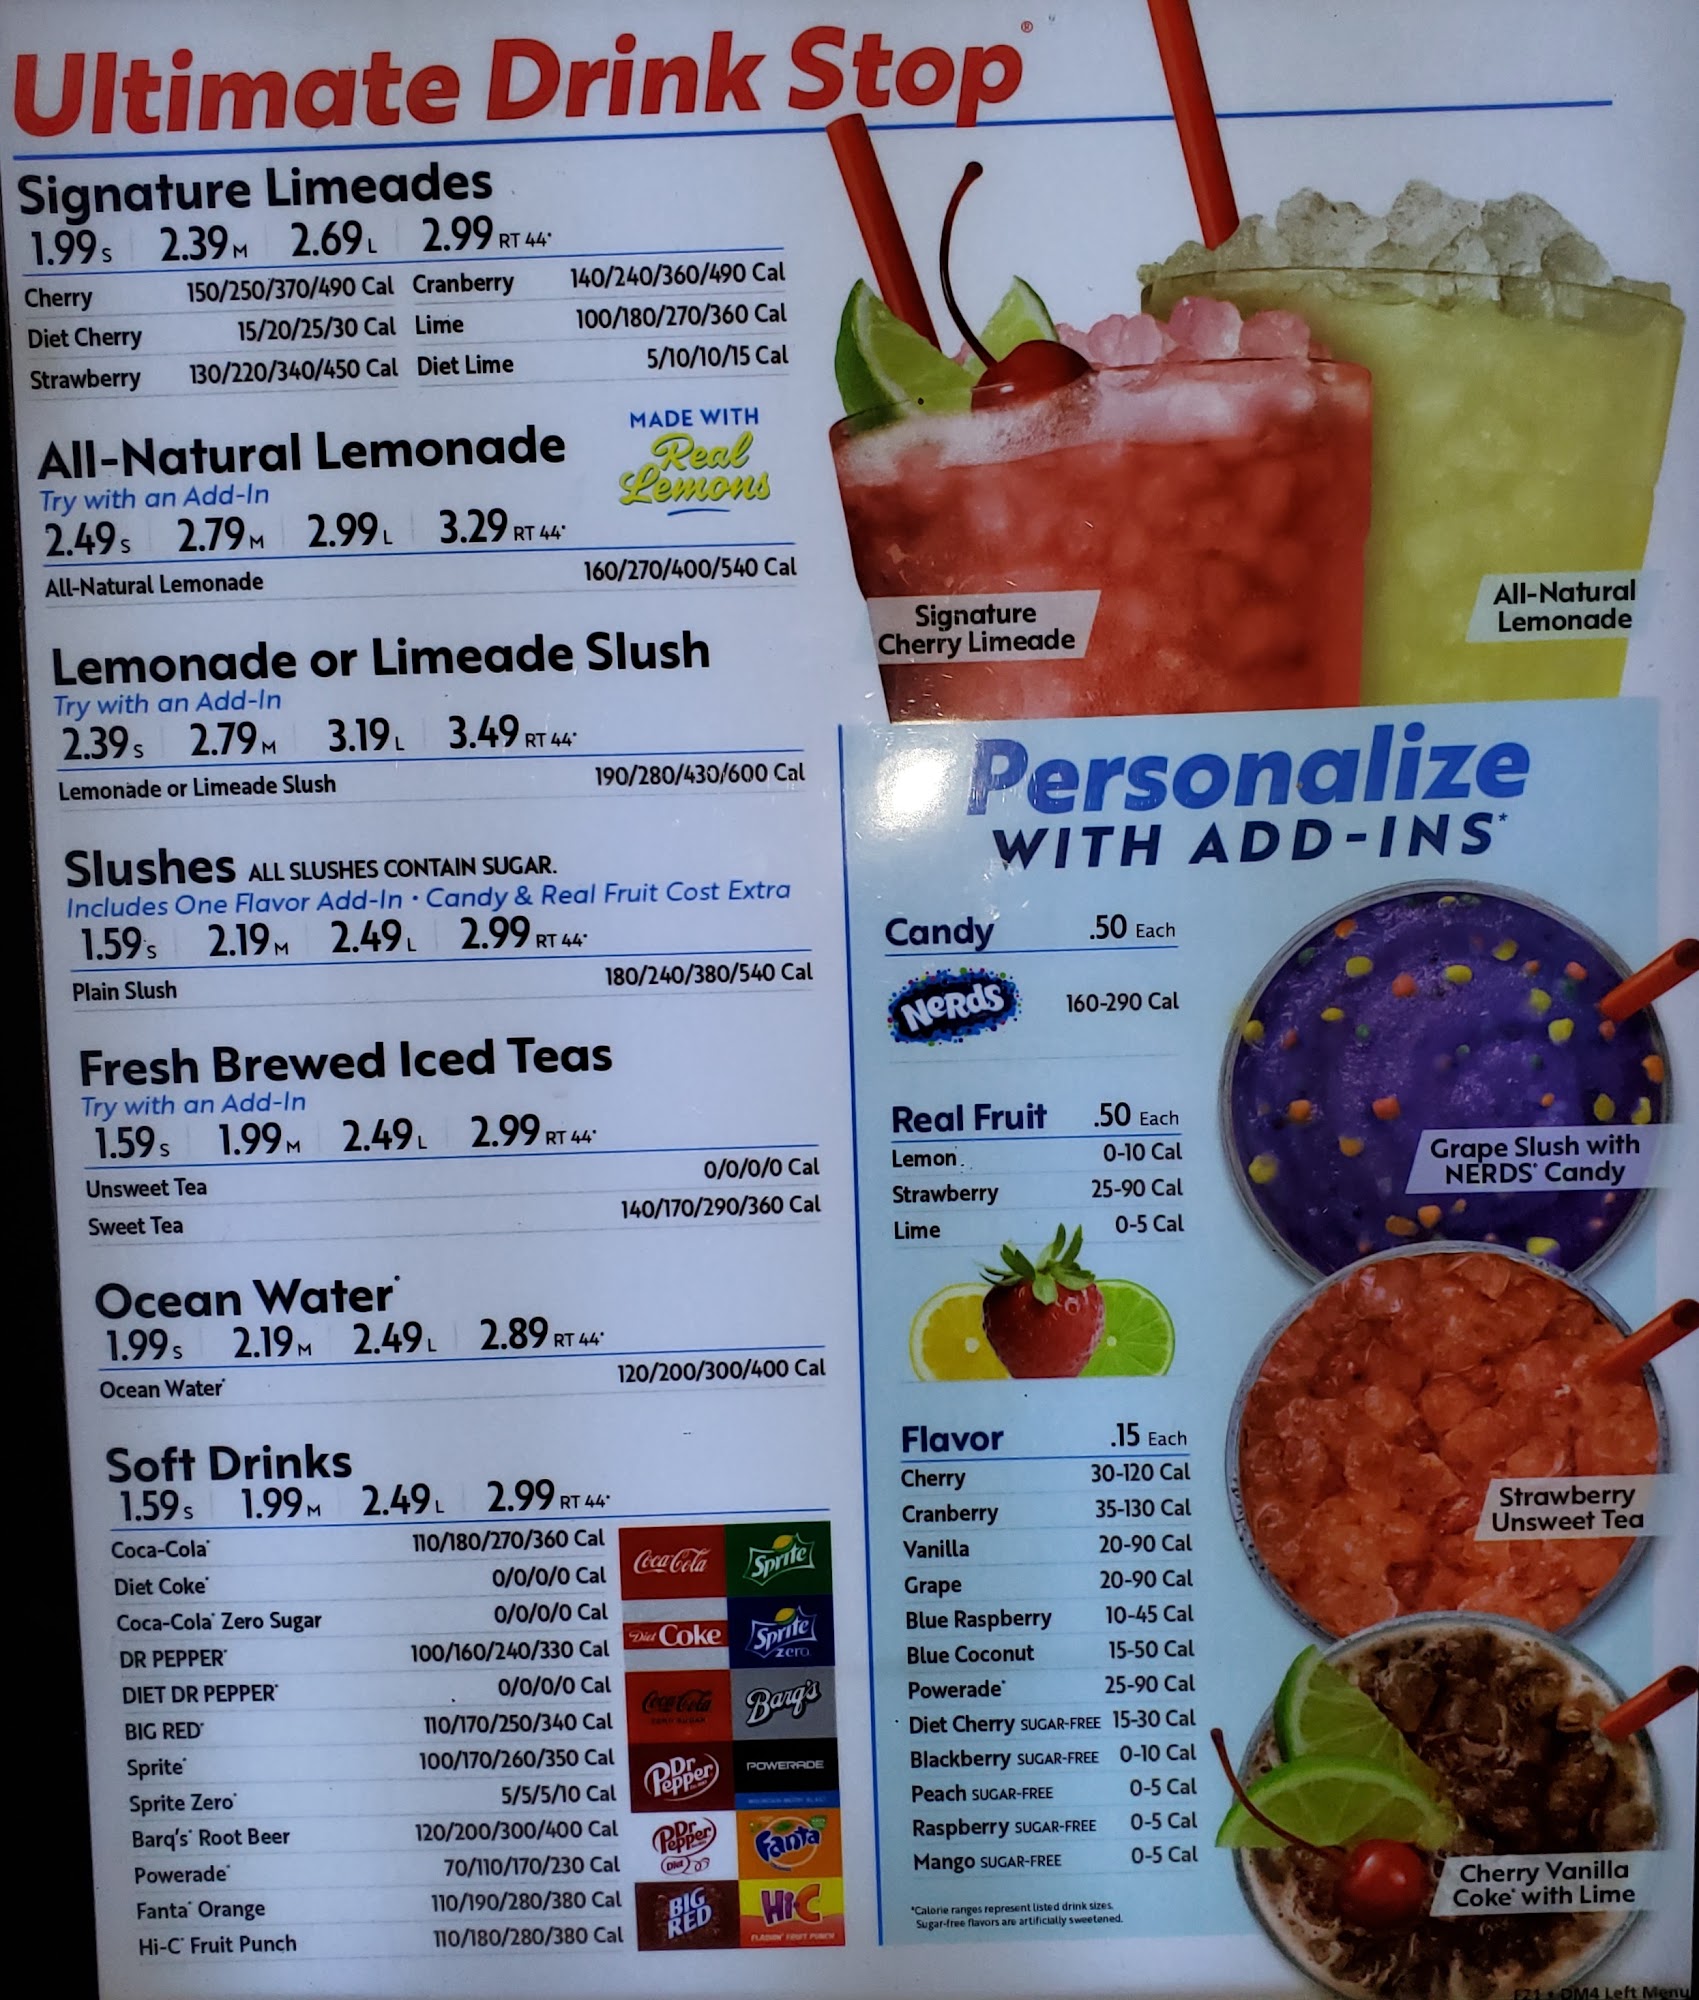 Ultimate Drink Stop®
Signature Limeades
1.99 S 2.39 M 2.69 L 2.99 RT 44®
Cherry 150/250/370/490 Cal Cranberry 140/240/360/490 Cal
Diet Cherry 15/20/25/30 Cal Lime 100/180/270/360 Cal
Strawberry 130/220/340/450 Cal Diet Lime 5/10/10/15 Cal
All-Natural Lemonade
Try with an Add-In
2.49 S 2.79 M 2.99 L 3.29 RT 44®
All-Natural Lemonade 160/270/400/540 Cal
MADE WITH
Real
Lemons
Lemonade or Limeade Slush
Try with an Add-In
2.39 S 2.79 M 3.19 L 3.49 RT 44®
Lemonade or Limeade Slush 190/280/430/600 Cal
Slushes ALL SLUSHES CONTAIN SUGAR.
Includes One Flavor Add-In • Candy & Real Fruit Cost Extra
1.59 S 2.19 M 2.49 L 2.99 RT 44®
Plain Slush 180/240/380/540 Cal
Fresh Brewed Iced Teas
Try with an Add-In
1.59 S 1.99 M 2.49 L 2.99 RT 44®
Unsweet Tea 0/0/0/0 Cal
Sweet Tea 140/170/290/360 Cal
Ocean Water®
1.99 S 2.19 M 2.49 L 2.89 RT 44®
Ocean Water® 120/200/300/400 Cal
Soft Drinks
1.59 S 1.99 M 2.49 L 2.99 RT 44®
Coca-Cola® 110/180/270/360 Cal
Diet Coke® 0/0/0/0 Cal
Coca-Cola® Zero Sugar 0/0/0/0 Cal
DR PEPPER® 100/160/240/330 Cal
DIET DR PEPPER® 0/0/0/0 Cal
BIG RED® 110/170/250/340 Cal
Sprite® 100/170/260/350 Cal
Sprite Zero® 5/5/5/10 Cal
Barq's® Root Beer 120/200/300/400 Cal
Powerade® 70/110/170/230 Cal
Fanta® Orange 110/190/280/380 Cal
Hi-C® Fruit Punch 110/180/280/380 Cal
Coca-Cola Sprite
Diet Coke Sprite
zero
Coca-Cola Barq's
ZERO SUGAR
Dr Pepper POWERADE
Dr Pepper Fanta
Diet
BIG RED Hi-C
FLASHIN' FRUIT PUNCH
Signature
Cherry Limeade
All-Natural
Lemonade
Personalize
WITH ADD-INS*
Candy .50 Each
NERDS 160-290 Cal
Real Fruit .50 Each
Lemon 0-10 Cal
Strawberry 25-90 Cal
Lime 0-5 Cal
Flavor .15 Each
Cherry 30-120 Cal
Cranberry 35-130 Cal
Vanilla 20-90 Cal
Grape 20-90 Cal
Blue Raspberry 10-45 Cal
Blue Coconut 15-50 Cal
Powerade® 25-90 Cal
Diet Cherry SUGAR-FREE 15-30 Cal
Blackberry SUGAR-FREE 0-10 Cal
Peach SUGAR-FREE 0-5 Cal
Raspberry SUGAR-FREE 0-5 Cal
Mango SUGAR-FREE 0-5 Cal
*Calorie ranges represent listed drink sizes.
Sugar-free flavors are artificially sweetened.
Grape Slush with
NERDS® Candy
Strawberry
Unsweet Tea
Cherry Vanilla
Coke® with Lime
F21 • DM4 Left Menu